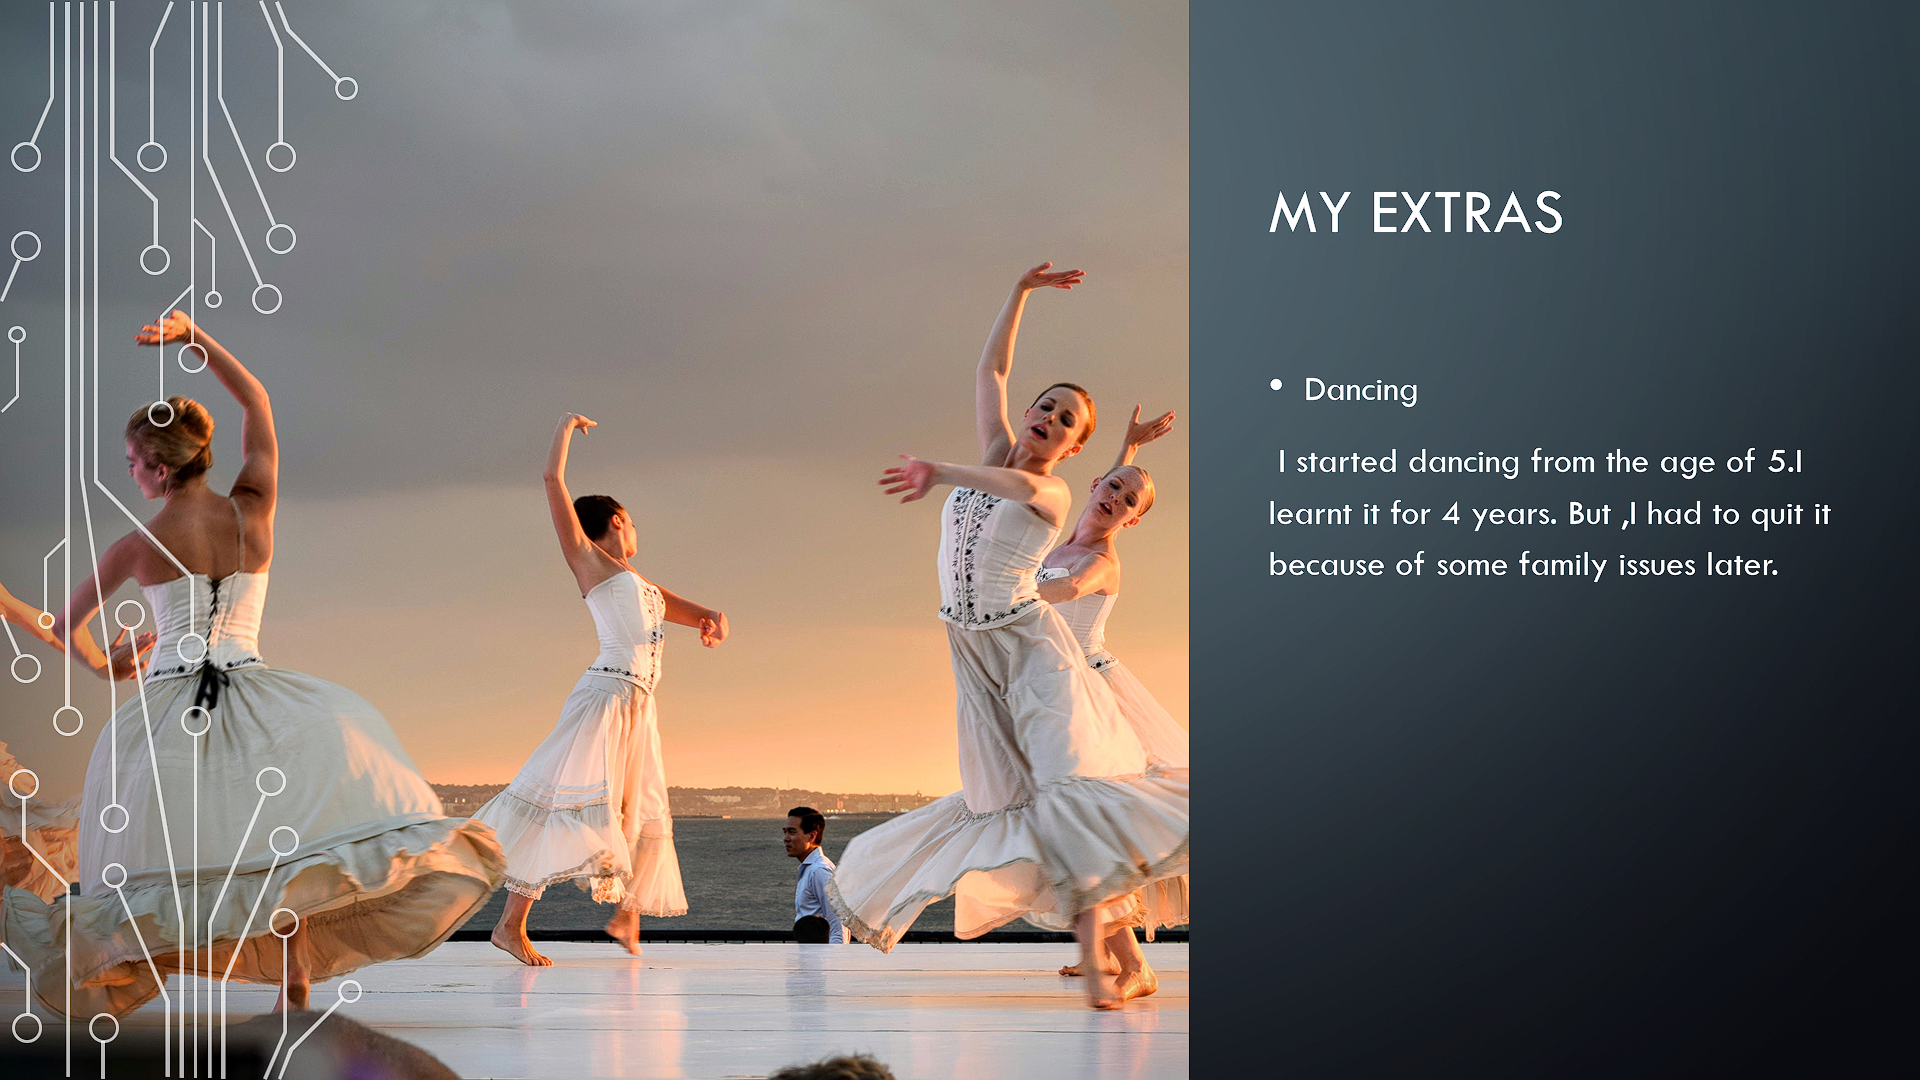 MY EXTRAS
• Dancing
I started dancing from the age of 5.I
learnt it for 4 years. But ,I had to quit it
because of some family issues later.